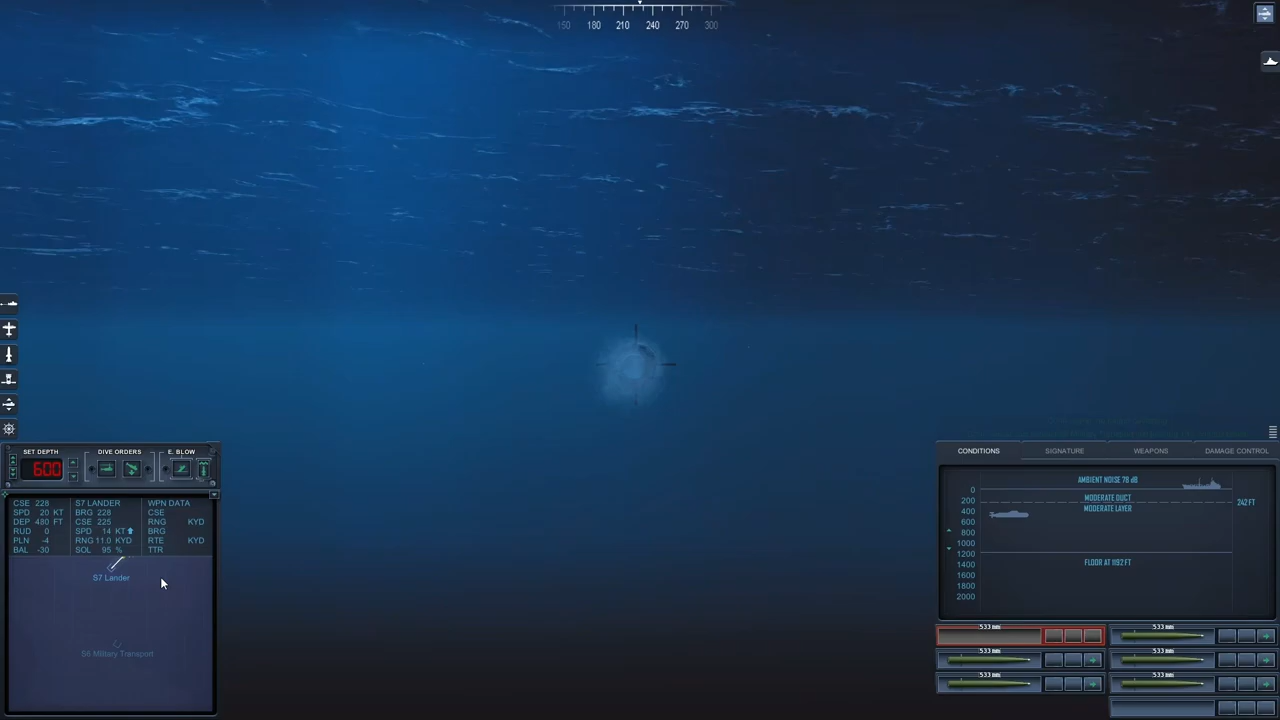 150 180 210 240 270 300
SET DEPTH DIVE ORDERS E. BLOW
600
CSE 228 S7 LANDER WPN DATA
SPD 20 KT BRG 228 CSE
DEP 480 FT CSE 225 RNG KYD
RUD 0 SPD 14 KT BRG
PLN -4 RNG 11.0 KYD RTE KYD
BAL -30 SOL 95 % TTR
S7 Lander
S6 Military Transport
CONDITIONS SIGNATURE WEAPONS DAMAGE CONTROL
AMBIENT NOISE 78 dB
0
200
400
600
800
1000
1200
1400
1600
1800
2000
MODERATE DUCT
242 FT
MODERATE LAYER
FLOOR AT 1192 FT
533 mm 533 mm
533 mm 533 mm
533 mm 533 mm